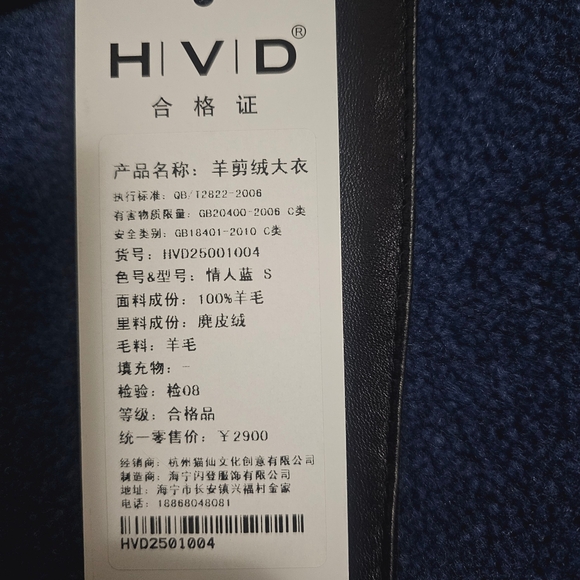 H|V|D®
合格证
产品名称：羊剪绒大衣
执行标准：QB/T2822-2006
有害物质限量：GB20400-2006 C类
安全类别：GB18401-2010 C类
货号：HVD25001004
色号&型号：情人蓝 S
面料成份：100%羊毛
里料成份：麂皮绒
毛料：羊毛
填充物：-
检验：检08
等级：合格品
统一零售价：￥2900
经销商：杭州猫仙文化创意有限公司
制造商：海宁闪登服饰有限公司
地址：海宁市长安镇兴福村金家
电话：18868048081
HVD2501004